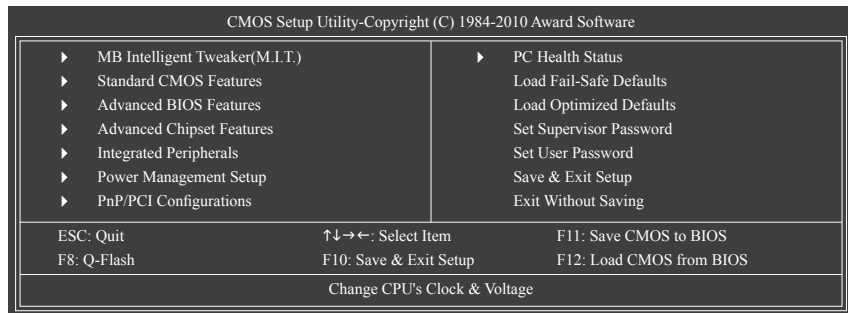 CMOS Setup Utility-Copyright (C) 1984-2010 Award Software
MB Intelligent Tweaker(M.I.T.)
Standard CMOS Features
Advanced BIOS Features
Advanced Chipset Features
Integrated Peripherals
Power Management Setup
PnP/PCI Configurations
PC Health Status
Load Fail-Safe Defaults
Load Optimized Defaults
Set Supervisor Password
Set User Password
Save & Exit Setup
Exit Without Saving
ESC: Quit ↑↓→←: Select Item F11: Save CMOS to BIOS
F8: Q-Flash F10: Save & Exit Setup F12: Load CMOS from BIOS
Change CPU's Clock & Voltage